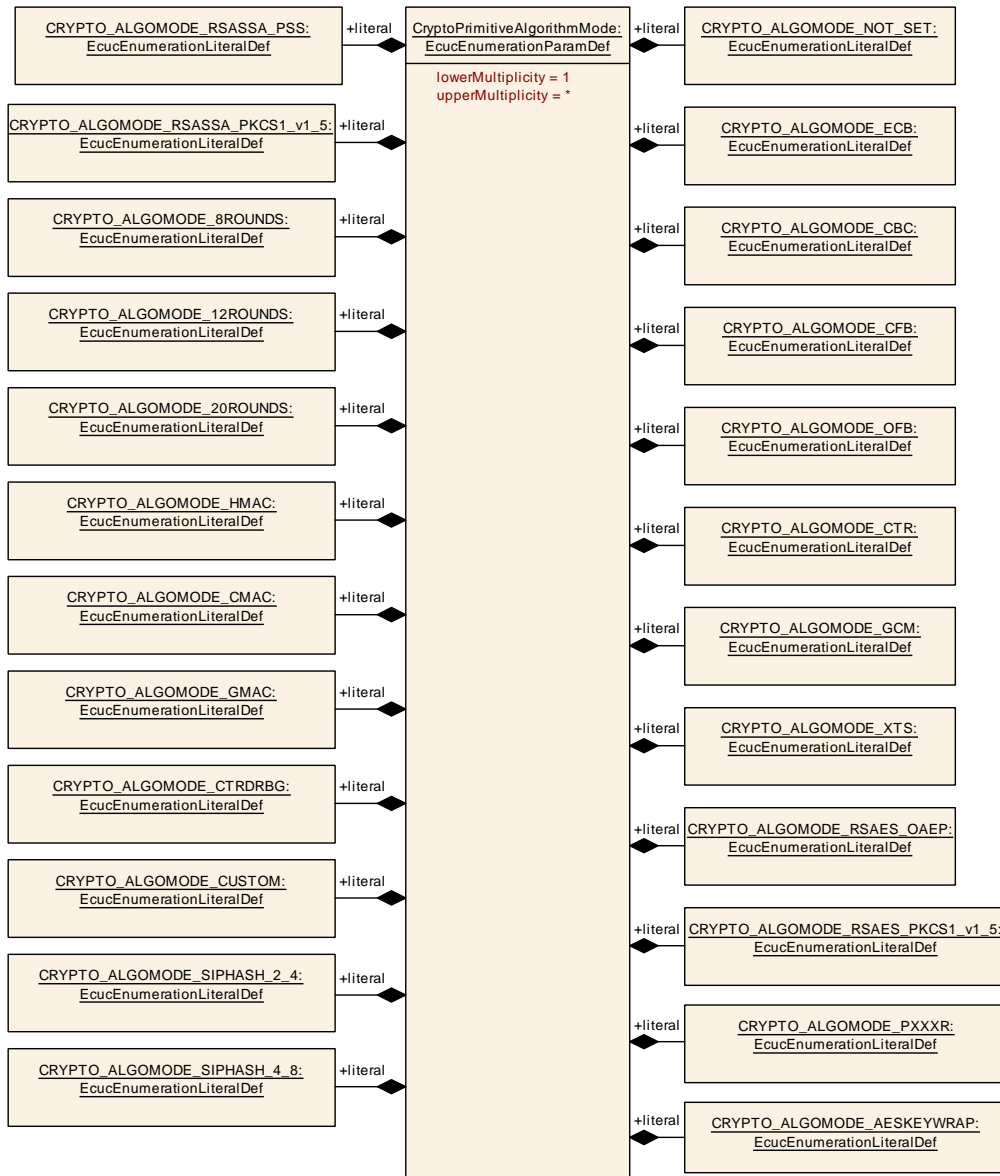 CRYPTO_ALGOMODE_RSASSA_PSS:
EcucEnumerationLiteralDef
+literal
CRYPTO_ALGOMODE_RSASSA_PKCS1_v1_5:
EcucEnumerationLiteralDef
+literal
CRYPTO_ALGOMODE_8ROUNDS:
EcucEnumerationLiteralDef
+literal
CRYPTO_ALGOMODE_12ROUNDS:
EcucEnumerationLiteralDef
+literal
CRYPTO_ALGOMODE_20ROUNDS:
EcucEnumerationLiteralDef
+literal
CRYPTO_ALGOMODE_HMAC:
EcucEnumerationLiteralDef
+literal
CRYPTO_ALGOMODE_CMAC:
EcucEnumerationLiteralDef
+literal
CRYPTO_ALGOMODE_GMAC:
EcucEnumerationLiteralDef
+literal
CRYPTO_ALGOMODE_CTRDRBG:
EcucEnumerationLiteralDef
+literal
CRYPTO_ALGOMODE_CUSTOM:
EcucEnumerationLiteralDef
+literal
CRYPTO_ALGOMODE_SIPHASH_2_4:
EcucEnumerationLiteralDef
+literal
CRYPTO_ALGOMODE_SIPHASH_4_8:
EcucEnumerationLiteralDef
+literal
CryptoPrimitiveAlgorithmMode:
EcucEnumerationParamDef
lowerMultiplicity = 1
upperMultiplicity = *
+literal
CRYPTO_ALGOMODE_NOT_SET:
EcucEnumerationLiteralDef
+literal
CRYPTO_ALGOMODE_ECB:
EcucEnumerationLiteralDef
+literal
CRYPTO_ALGOMODE_CBC:
EcucEnumerationLiteralDef
+literal
CRYPTO_ALGOMODE_CFB:
EcucEnumerationLiteralDef
+literal
CRYPTO_ALGOMODE_OFB:
EcucEnumerationLiteralDef
+literal
CRYPTO_ALGOMODE_CTR:
EcucEnumerationLiteralDef
+literal
CRYPTO_ALGOMODE_GCM:
EcucEnumerationLiteralDef
+literal
CRYPTO_ALGOMODE_XTS:
EcucEnumerationLiteralDef
+literal
CRYPTO_ALGOMODE_RSAES_OAEP:
EcucEnumerationLiteralDef
+literal
CRYPTO_ALGOMODE_RSAES_PKCS1_v1_5:
EcucEnumerationLiteralDef
+literal
CRYPTO_ALGOMODE_PXXXR:
EcucEnumerationLiteralDef
+literal
CRYPTO_ALGOMODE_AESKEYWRAP:
EcucEnumerationLiteralDef